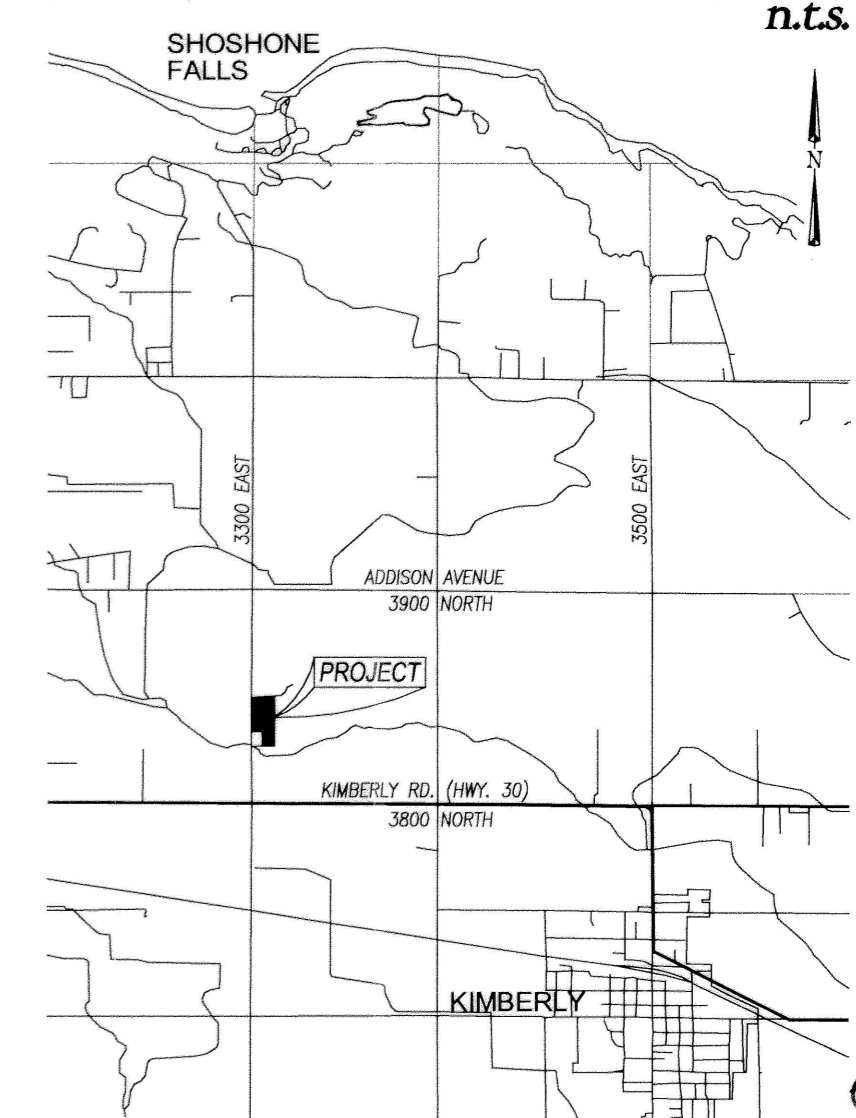 n.t.s.
SHOSHONE
FALLS
N
3300 EAST
3500 EAST
ADDISON AVENUE
3900 NORTH
PROJECT
KIMBERLY RD. (HWY. 30)
3800 NORTH
KIMBERLY